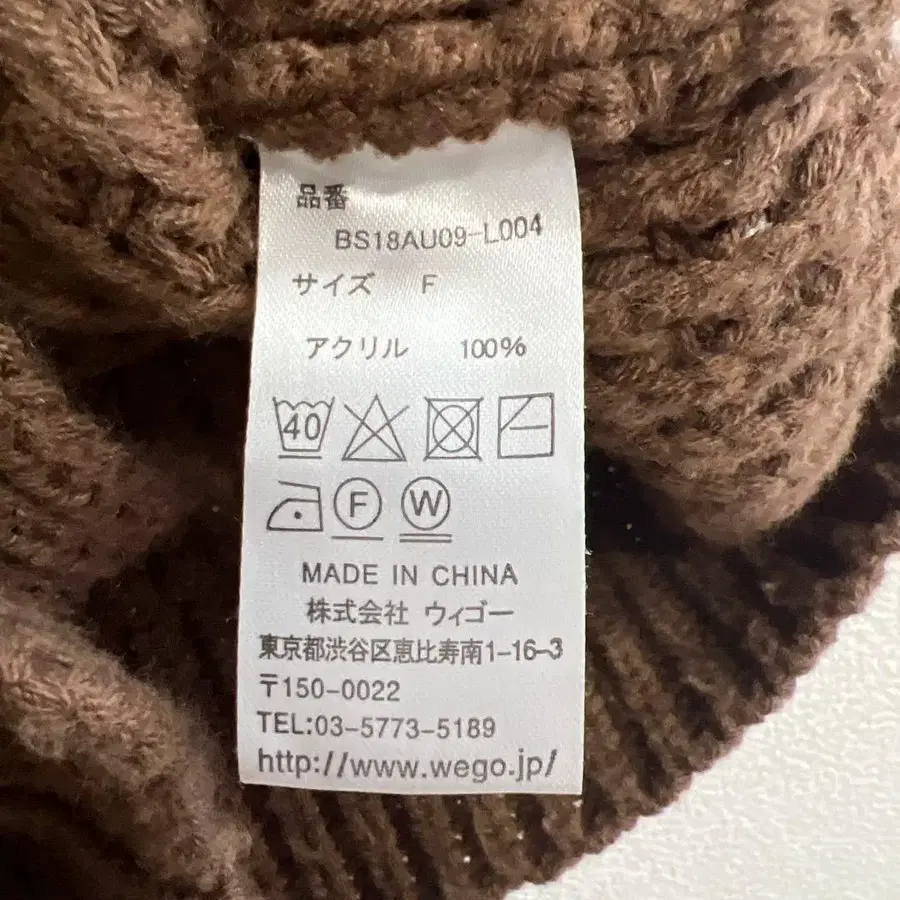 品番
BS18AU09-L004
サイズ F
アクリル 100%
40
F W
MADE IN CHINA
株式会社 ウィゴー
東京都渋谷区恵比寿南1-16-3
〒150-0022
TEL:03-5773-5189
http://www.wego.jp/